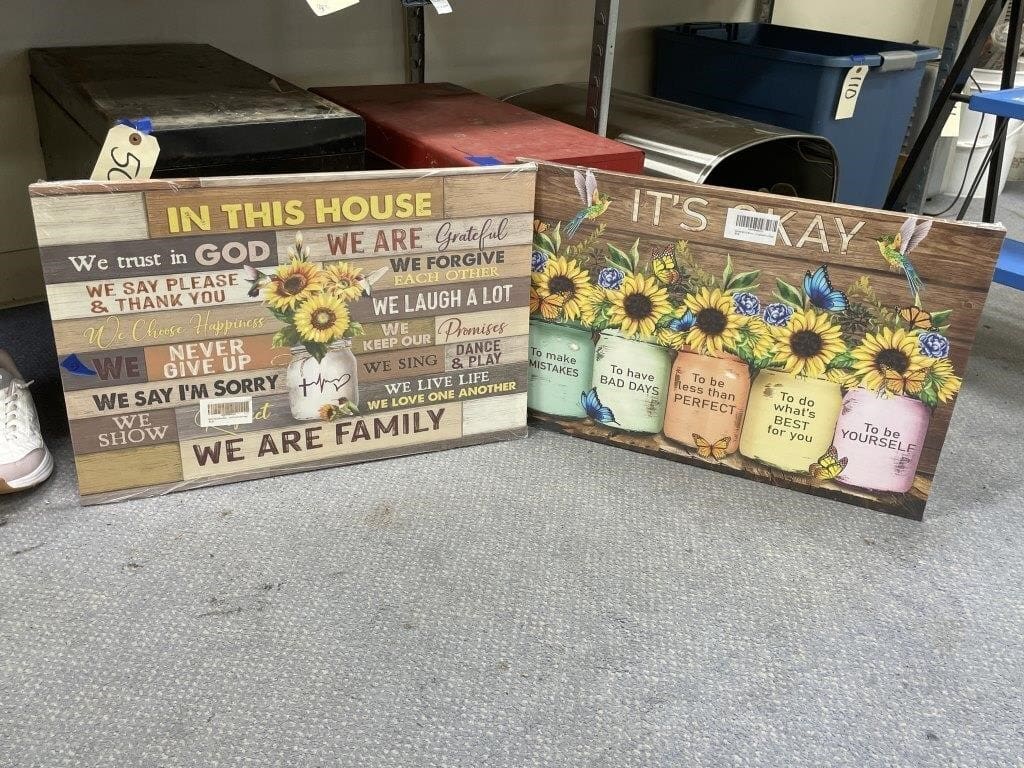 IN THIS HOUSE
We trust in GOD
WE ARE Grateful
WE SAY PLEASE
& THANK YOU
WE FORGIVE
EACH OTHER
We Choose Happiness
WE LAUGH A LOT
WE
NEVER
GIVE UP
WE
KEEP OUR
Promises
WE SING
DANCE
& PLAY
WE SAY I'M SORRY
WE LIVE LIFE
WE LOVE ONE ANOTHER
WE
SHOW
WE ARE FAMILY
IT'S OKAY
To make
MISTAKES
To have
BAD DAYS
To be
less than
PERFECT
To do
what's
BEST
for you
To be
YOURSELF
110